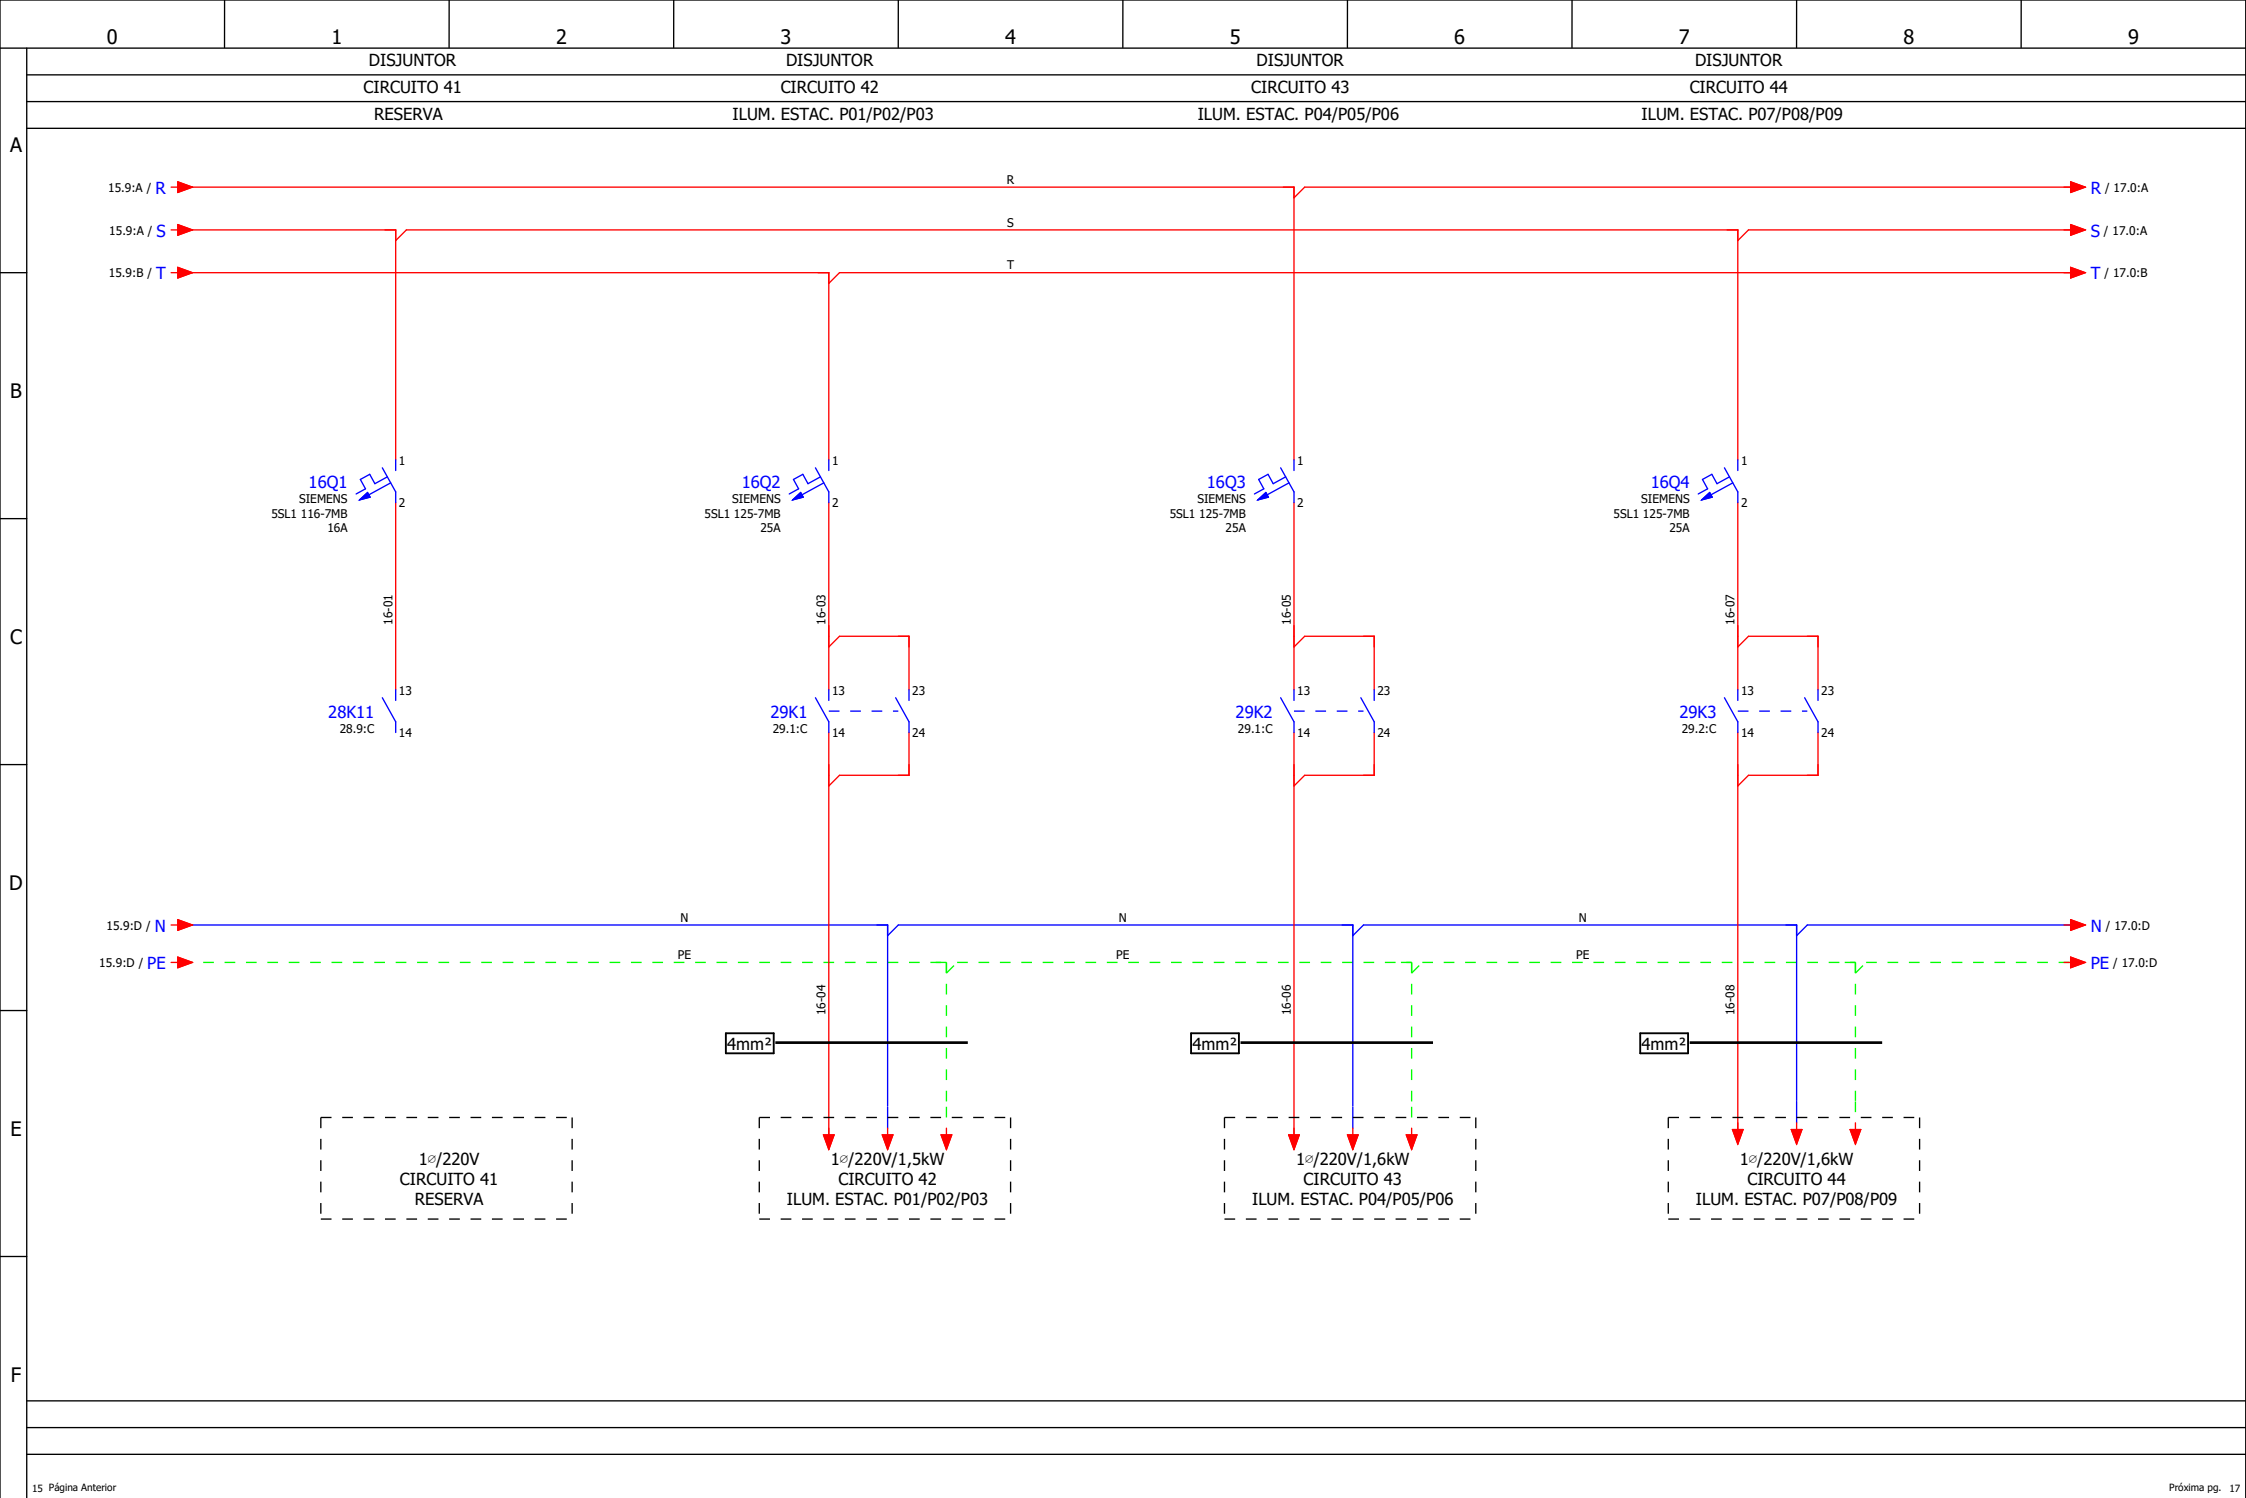 0 1 2 3 4 5 6 7 8 9
DISJUNTOR DISJUNTOR DISJUNTOR DISJUNTOR
CIRCUITO 41 CIRCUITO 42 CIRCUITO 43 CIRCUITO 44
RESERVA ILUM. ESTAC. P01/P02/P03 ILUM. ESTAC. P04/P05/P06 ILUM. ESTAC. P07/P08/P09
A
15.9:A / R R R / 17.0:A
15.9:A / S S S / 17.0:A
15.9:B / T T T / 17.0:B
B
1 1 1 1
16Q1 16Q2 16Q3 16Q4
SIEMENS SIEMENS SIEMENS SIEMENS
2 2 2 2
5SL1 116-7MB 5SL1 125-7MB 5SL1 125-7MB 5SL1 125-7MB
16A 25A 25A 25A
16-01 16-03 16-05 16-07
C
13 13 23 13 23 13 23
28K11 29K1 29K2 29K3
28.9:C 29.1:C 29.1:C 29.2:C
14 14 24 14 24 14 24
D
15.9:D / N N N N N / 17.0:D
15.9:D / PE PE PE PE PE / 17.0:D
16-04 16-06 16-08
4mm² 4mm² 4mm²
E
1⌀/220V 1⌀/220V/1,5kW 1⌀/220V/1,6kW 1⌀/220V/1,6kW
CIRCUITO 41 CIRCUITO 42 CIRCUITO 43 CIRCUITO 44
RESERVA ILUM. ESTAC. P01/P02/P03 ILUM. ESTAC. P04/P05/P06 ILUM. ESTAC. P07/P08/P09
F
15 Página Anterior Próxima pg. 17